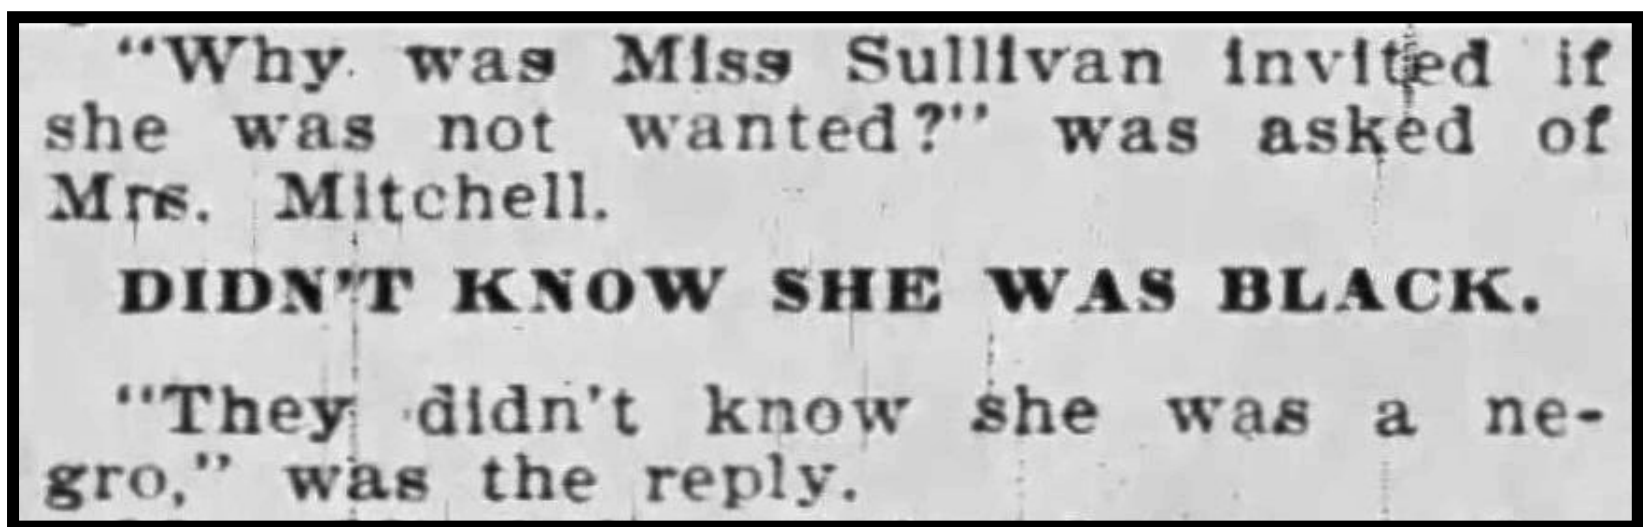 "Why was Miss Sullivan invited if
she was not wanted?" was asked of
Mrs. Mitchell.
DIDN'T KNOW SHE WAS BLACK.
"They didn't know she was a ne-
gro," was the reply.